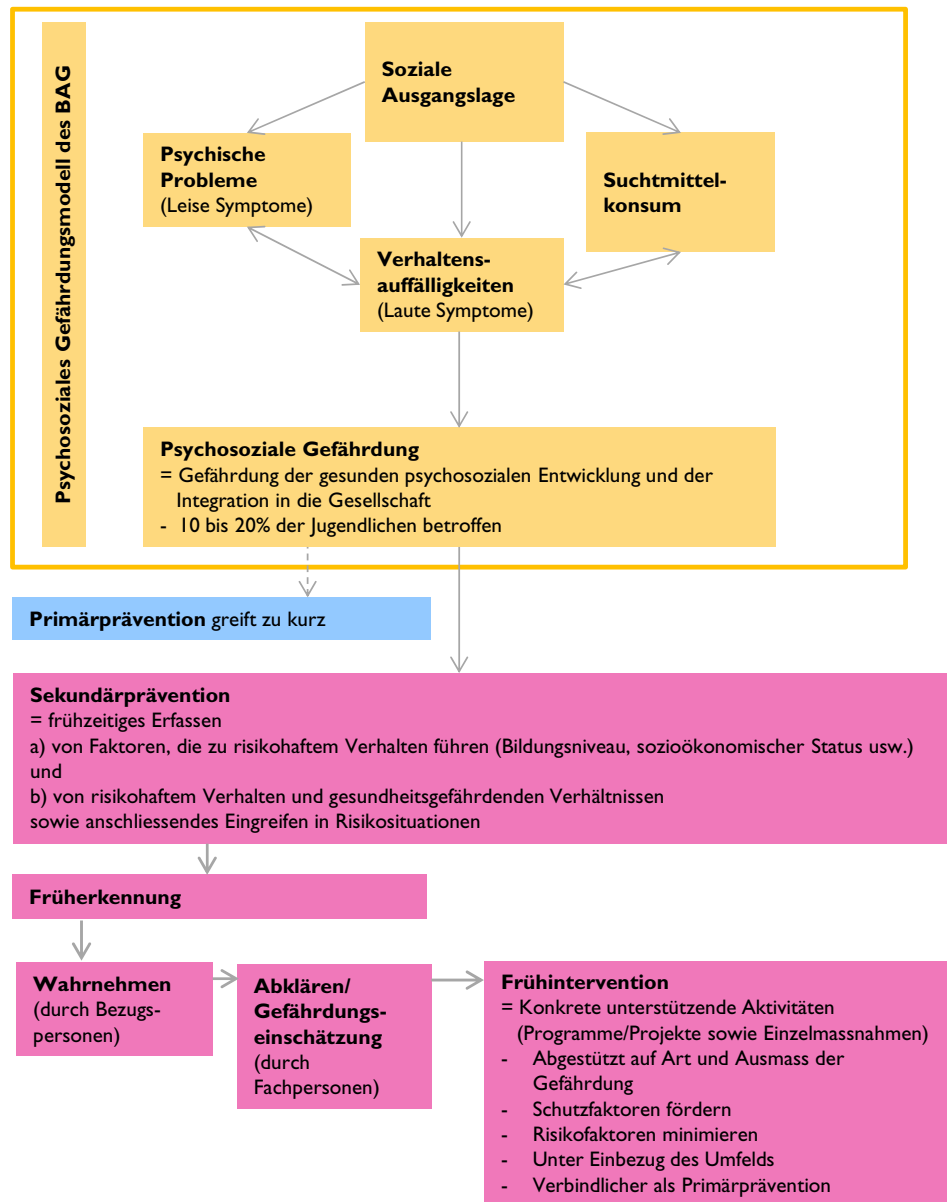 Psychosoziales Gefährdungsmodell des BAG
Soziale
Ausgangslage
Psychische
Probleme
(Leise Symptome)
Suchtmittel-
konsum
Verhaltens-
auffälligkeiten
(Laute Symptome)
Psychosoziale Gefährdung
= Gefährdung der gesunden psychosozialen Entwicklung und der
Integration in die Gesellschaft
- 10 bis 20% der Jugendlichen betroffen
Primärprävention greift zu kurz
Sekundärprävention
= frühzeitiges Erfassen
a) von Faktoren, die zu risikohaftem Verhalten führen (Bildungsniveau, sozioökonomischer Status usw.)
und
b) von risikohaftem Verhalten und gesundheitsgefährdenden Verhältnissen
sowie anschliessendes Eingreifen in Risikosituationen
Früherkennung
Wahrnehmen
(durch Bezugs-
personen)
Abklären/
Gefährdungs-
einschätzung
(durch
Fachpersonen)
Frühintervention
= Konkrete unterstützende Aktivitäten
(Programme/Projekte sowie Einzelmassnahmen)
- Abgestützt auf Art und Ausmass der
Gefährdung
- Schutzfaktoren fördern
- Risikofaktoren minimieren
- Unter Einbezug des Umfelds
- Verbindlicher als Primärprävention